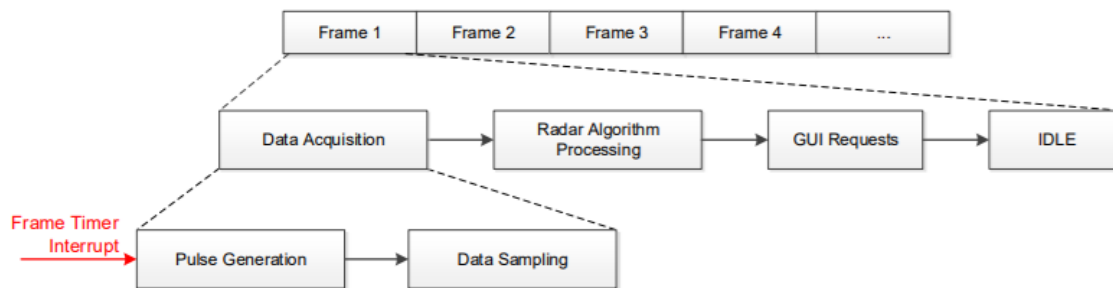 Frame 1
Frame 2
Frame 3
Frame 4
...
Data Acquisition
Radar Algorithm
Processing
GUI Requests
IDLE
Frame Timer
Interrupt
Pulse Generation
Data Sampling